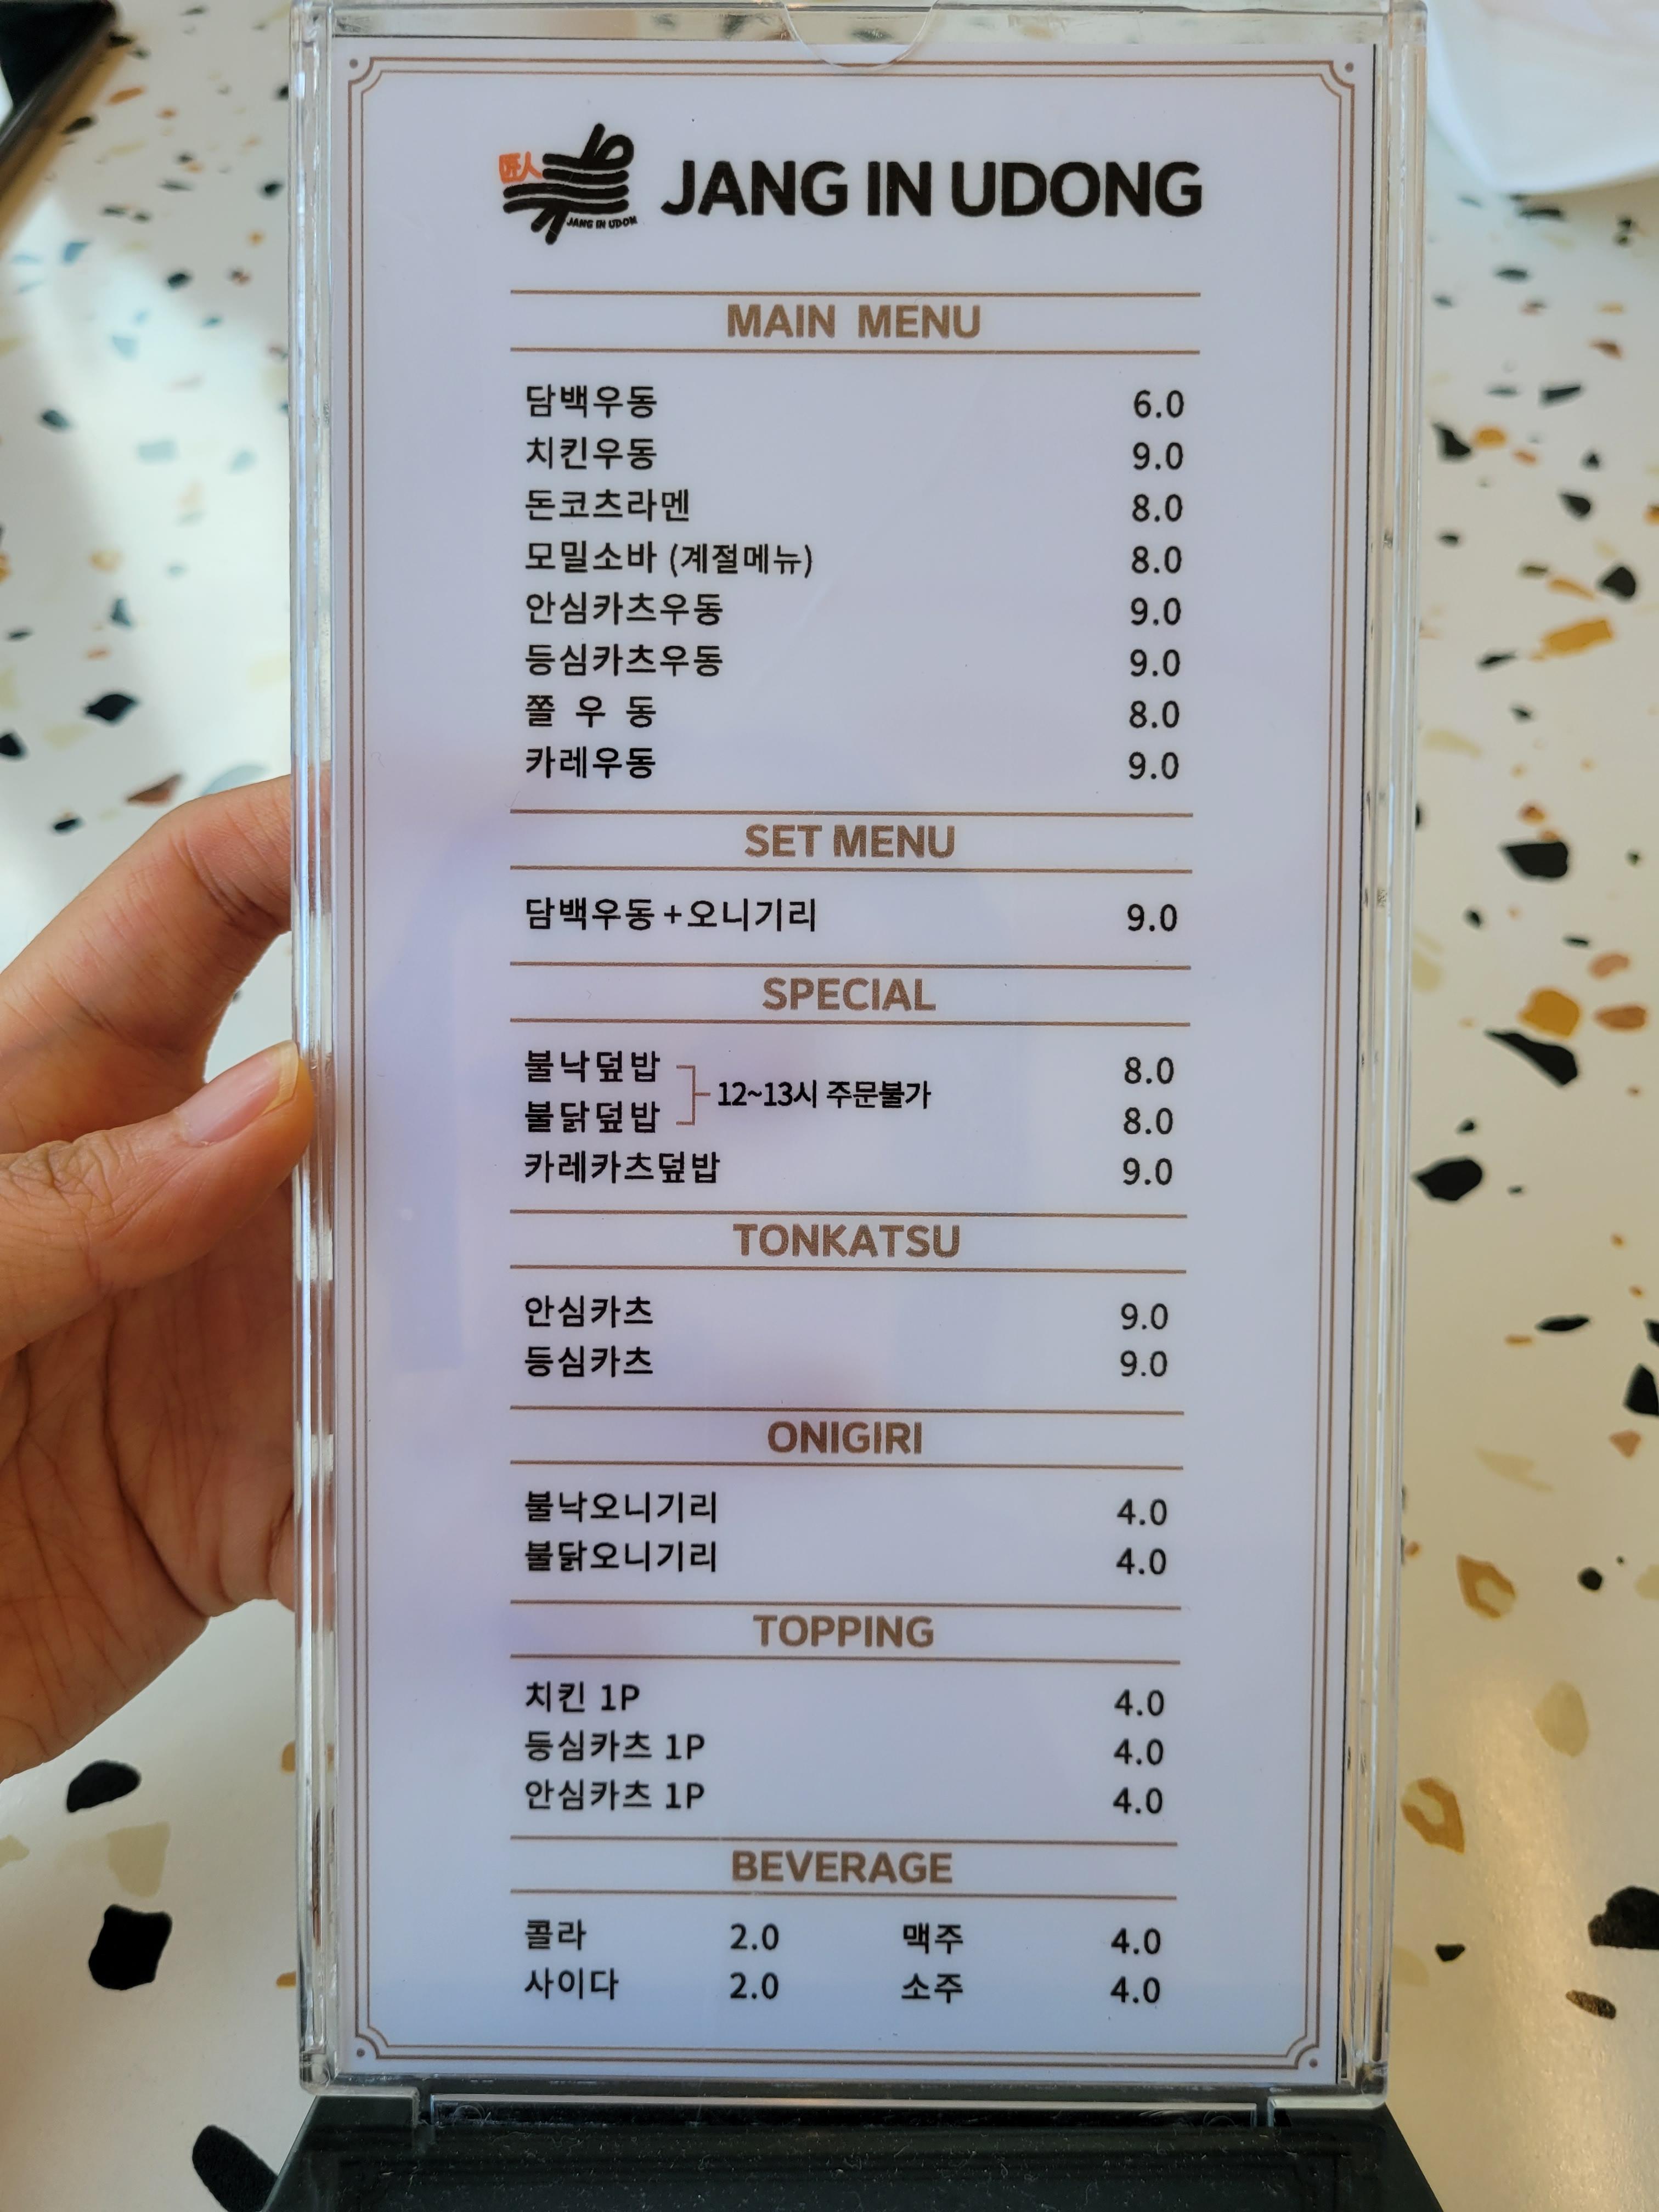 匠人
JANG IN UDON
JANG IN UDONG
MAIN MENU
담백우동 6.0
치킨우동 9.0
돈코츠라멘 8.0
모밀소바 (계절메뉴) 8.0
안심카츠우동 9.0
등심카츠우동 9.0
쫄 우 동 8.0
카레우동 9.0
SET MENU
담백우동+오니기리 9.0
SPECIAL
불낙덮밥 8.0
12~13시 주문불가
불닭덮밥 8.0
카레카츠덮밥 9.0
TONKATSU
안심카츠 9.0
등심카츠 9.0
ONIGIRI
불낙오니기리 4.0
불닭오니기리 4.0
TOPPING
치킨 1P 4.0
등심카츠 1P 4.0
안심카츠 1P 4.0
BEVERAGE
콜라 2.0 맥주 4.0
사이다 2.0 소주 4.0